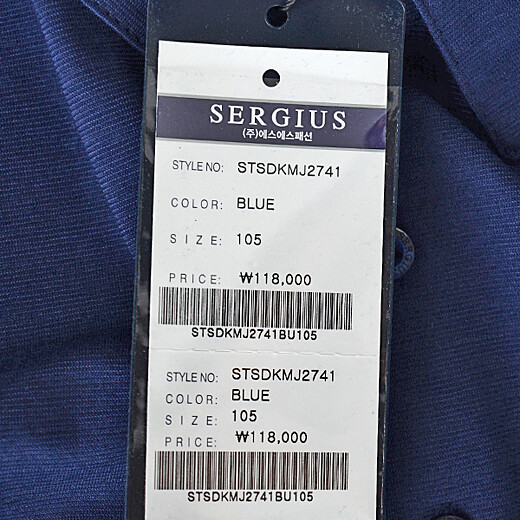 SERGIUS
(주)에스에스패션
STYLE NO: STSDKMJ2741
COLOR: BLUE
SIZE: 105
PRICE: ₩118,000
STSDKMJ2741BU105
STYLE NO: STSDKMJ2741
COLOR: BLUE
SIZE: 105
PRICE: ₩118,000
STSDKMJ2741BU105